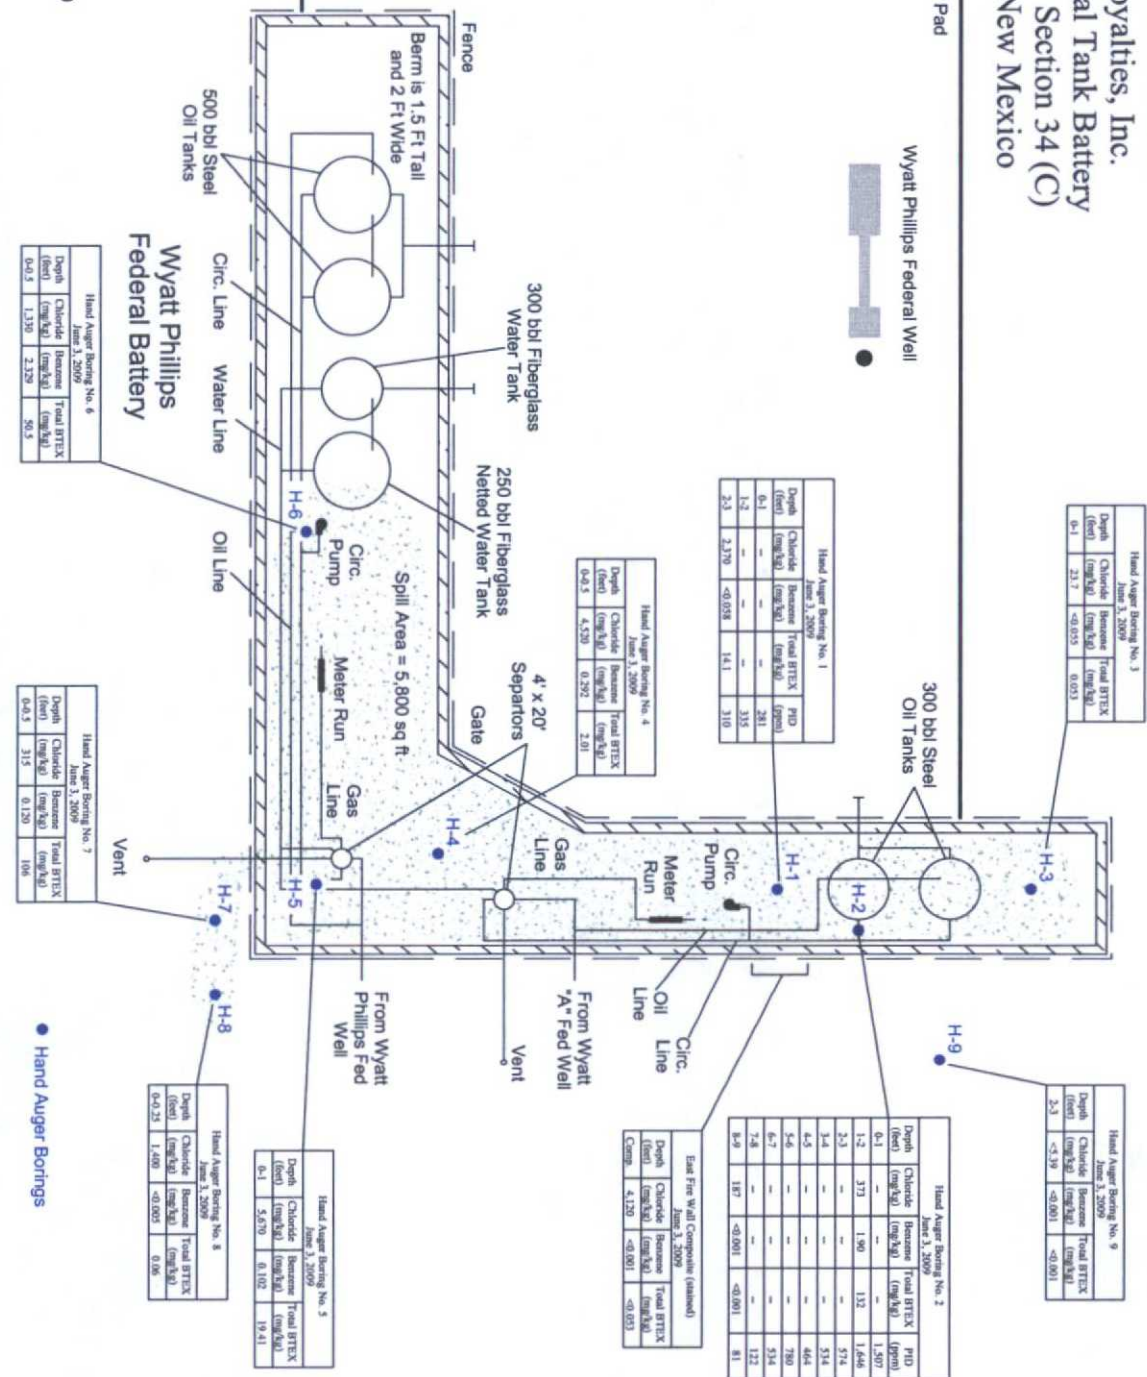 oyalties, Inc.
al Tank Battery
Section 34 (C)
New Mexico
Pad
Wyatt Phillips Federal Well
Fence
Berm is 1.5 Ft Tall
and 2 Ft Wide
500 bbl Steel
Oil Tanks
300 bbl Fiberglass
Water Tank
250 bbl Fiberglass
Netted Water Tank
Wyatt Phillips
Federal Battery
Circ. Line
Water Line
Oil Line
H-6
Circ.
Pump
Spill Area = 5,800 sq ft
Meter Run
Gas
Line
4' x 20'
Separtors
Gate
H-4
H-5
Gas
Line
Meter
Run
Circ.
Pump
H-1
H-2
H-3
300 bbl Steel
Oil Tanks
Oil
Line
Circ.
Line
From Wyatt
"A" Fed Well
Vent
From Wyatt
Phillips Fed
Well
Vent
H-7
H-8
H-9
Hand Auger Borings
Hand Auger Boring No. 3
June 3, 2009
Depth (feet) Chloride (mg/kg) Benzene (mg/kg) Total BTEX (mg/kg)
0-1 23.7 <0.055 0.053
Hand Auger Boring No. 1
June 3, 2009
Depth (feet) Chloride (mg/kg) Benzene (mg/kg) Total BTEX (mg/kg) PID (ppm)
0-1 – – – 281
1-2 – – – 335
2-3 2,370 <0.058 14.1 310
Hand Auger Boring No. 4
June 3, 2009
Depth (feet) Chloride (mg/kg) Benzene (mg/kg) Total BTEX (mg/kg)
0-0.5 4,520 0.292 2.01
Hand Auger Boring No. 6
June 3, 2009
Depth (feet) Chloride (mg/kg) Benzene (mg/kg) Total BTEX (mg/kg)
0-0.5 1,330 2.329 50.5
Hand Auger Boring No. 7
June 3, 2009
Depth (feet) Chloride (mg/kg) Benzene (mg/kg) Total BTEX (mg/kg)
0-0.5 315 0.120 106
Hand Auger Boring No. 9
June 3, 2009
Depth (feet) Chloride (mg/kg) Benzene (mg/kg) Total BTEX (mg/kg)
2-3 <5.39 <0.001 <0.001
Hand Auger Boring No. 2
June 3, 2009
Depth (feet) Chloride (mg/kg) Benzene (mg/kg) Total BTEX (mg/kg) PID (ppm)
0-1 – – – 1,507
1-2 373 1.90 132 1,646
2-3 – – – 574
3-4 – – – 534
4-5 – – – 464
5-6 – – – 780
6-7 – – – 534
7-8 – – – 122
8-9 187 <0.001 <0.001 81
East Fire Wall Composite (stained)
June 3, 2009
Depth (feet) Chloride (mg/kg) Benzene (mg/kg) Total BTEX (mg/kg)
Comp. 4,120 <0.001 <0.053
Hand Auger Boring No. 8
June 3, 2009
Depth (feet) Chloride (mg/kg) Benzene (mg/kg) Total BTEX (mg/kg)
0-0.25 1,400 <0.005 0.06
Hand Auger Boring No. 5
June 3, 2009
Depth (feet) Chloride (mg/kg) Benzene (mg/kg) Total BTEX (mg/kg)
0-1 5,670 0.102 19.41